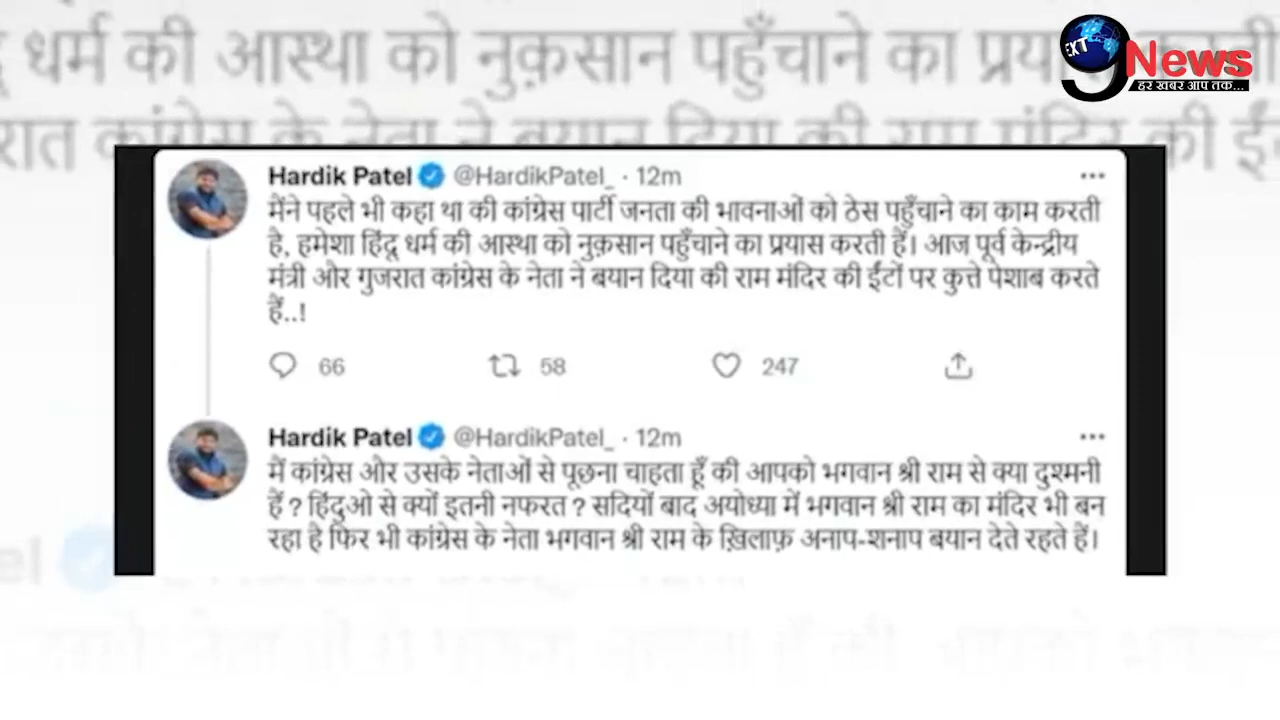 धर्म की आस्था को नुक़सान पहुँचाने का
EXT
9 News
हर खबर आप तक...
कांग्रेस के नेता ने बयान दिया की राम मंदिर की
Hardik Patel @HardikPatel_ · 12m
मैंने पहले भी कहा था की कांग्रेस पार्टी जनता की भावनाओं को ठेस पहुँचाने का काम करती
है, हमेशा हिंदू धर्म की आस्था को नुक़सान पहुँचाने का प्रयास करती हैं। आज पूर्व केन्द्रीय
मंत्री और गुजरात कांग्रेस के नेता ने बयान दिया की राम मंदिर की ईंटों पर कुत्ते पेशाब करते
हैं..!
66 58 247
Hardik Patel @HardikPatel_ · 12m
मैं कांग्रेस और उसके नेताओं से पूछना चाहता हूँ की आपको भगवान श्री राम से क्या दुश्मनी
हैं ? हिंदुओ से क्यों इतनी नफरत ? सदियों बाद अयोध्या में भगवान श्री राम का मंदिर भी बन
रहा है फिर भी कांग्रेस के नेता भगवान श्री राम के ख़िलाफ़ अनाप-शनाप बयान देते रहते हैं।